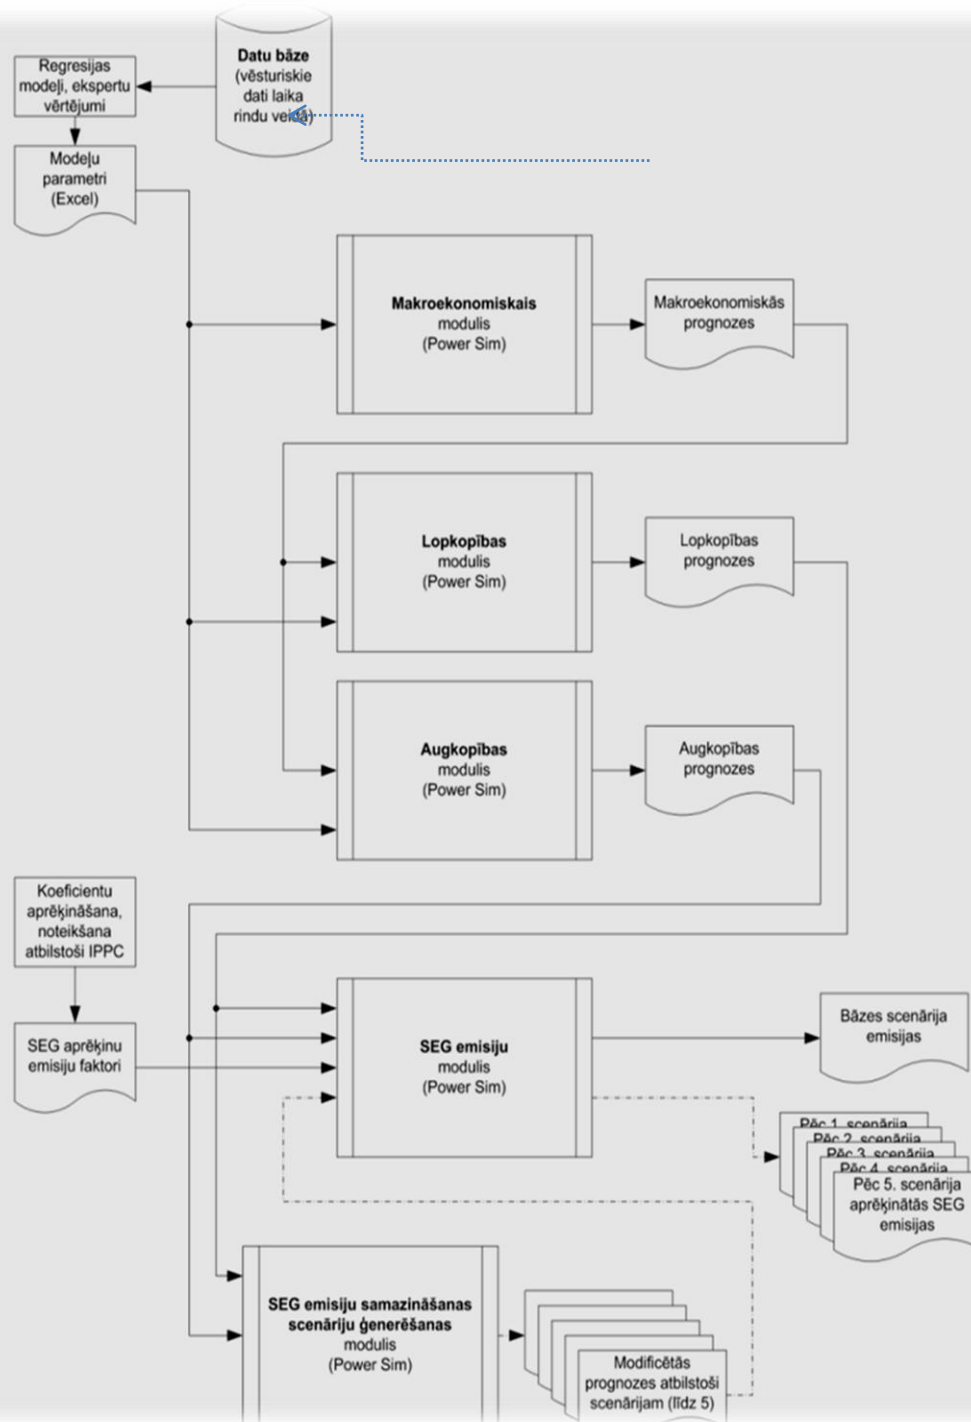 Datu bāze
(vēsturiskie
dati laika
rindu veidā)
Regresijas
modeļi, ekspertu
vērtējumi
Modeļu
parametri
(Excel)
Makroekonomiskais
modulis
(Power Sim)
Makroekonomiskās
prognozes
Lopkopības
modulis
(Power Sim)
Lopkopības
prognozes
Augkopības
modulis
(Power Sim)
Augkopības
prognozes
Koeficientu
aprēķināšana,
noteikšana
atbilstoši IPPC
SEG aprēķinu
emisiju faktori
SEG emisiju
modulis
(Power Sim)
Bāzes scenārija
emisijas
Pēc 1. scenārija
Pēc 2. scenārija
Pēc 3. scenārija
Pēc 4. scenārija
Pēc 5. scenārija
aprēķinātās SEG
emisijas
SEG emisiju samazināšanas
scenāriju ģenerēšanas
modulis
(Power Sim)
Modificētās
prognozes atbilstoši
scenārijam (līdz 5)